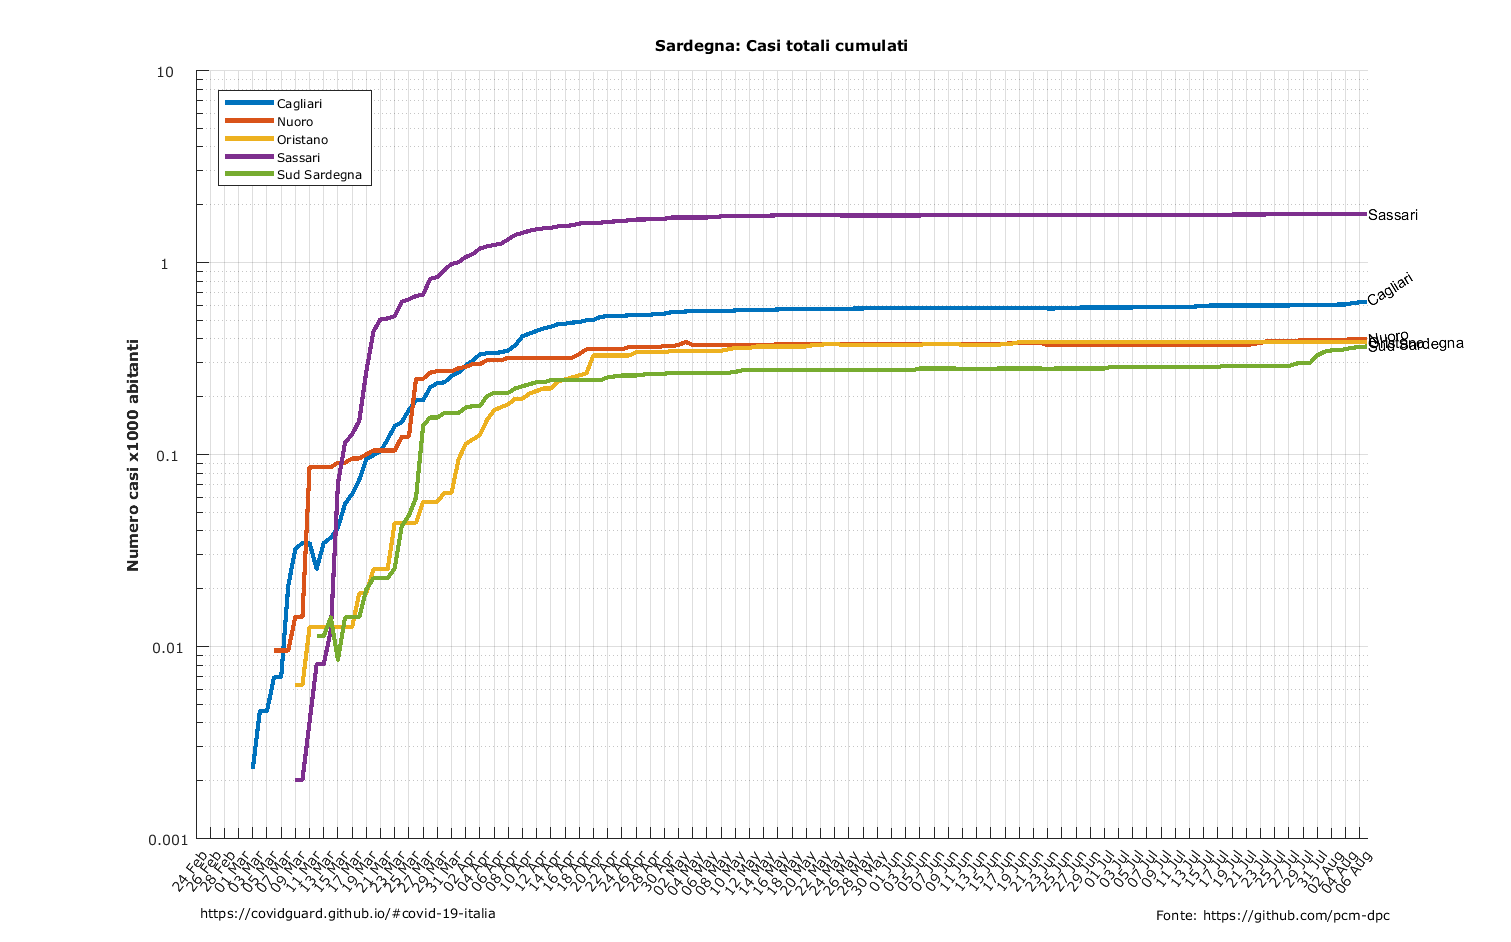 Sardegna: Casi totali cumulati
10
1
0.1
0.01
0.001
Numero casi x1000 abitanti
Cagliari
Nuoro
Oristano
Sassari
Sud Sardegna
Sassari
Cagliari
Nuoro
Oristano
Sud Sardegna
24 Feb
26 Feb
28 Feb
01 Mar
03 Mar
05 Mar
07 Mar
09 Mar
11 Mar
13 Mar
15 Mar
17 Mar
19 Mar
21 Mar
23 Mar
25 Mar
27 Mar
29 Mar
31 Mar
02 Apr
04 Apr
06 Apr
08 Apr
10 Apr
12 Apr
14 Apr
16 Apr
18 Apr
20 Apr
22 Apr
24 Apr
26 Apr
28 Apr
30 Apr
02 May
04 May
06 May
08 May
10 May
12 May
14 May
16 May
18 May
20 May
22 May
24 May
26 May
28 May
30 May
01 Jun
03 Jun
05 Jun
07 Jun
09 Jun
11 Jun
13 Jun
15 Jun
17 Jun
19 Jun
21 Jun
23 Jun
25 Jun
27 Jun
29 Jun
01 Jul
03 Jul
05 Jul
07 Jul
09 Jul
11 Jul
13 Jul
15 Jul
17 Jul
19 Jul
21 Jul
23 Jul
25 Jul
27 Jul
29 Jul
31 Jul
02 Aug
04 Aug
06 Aug
https://covidguard.github.io/#covid-19-italia
Fonte: https://github.com/pcm-dpc